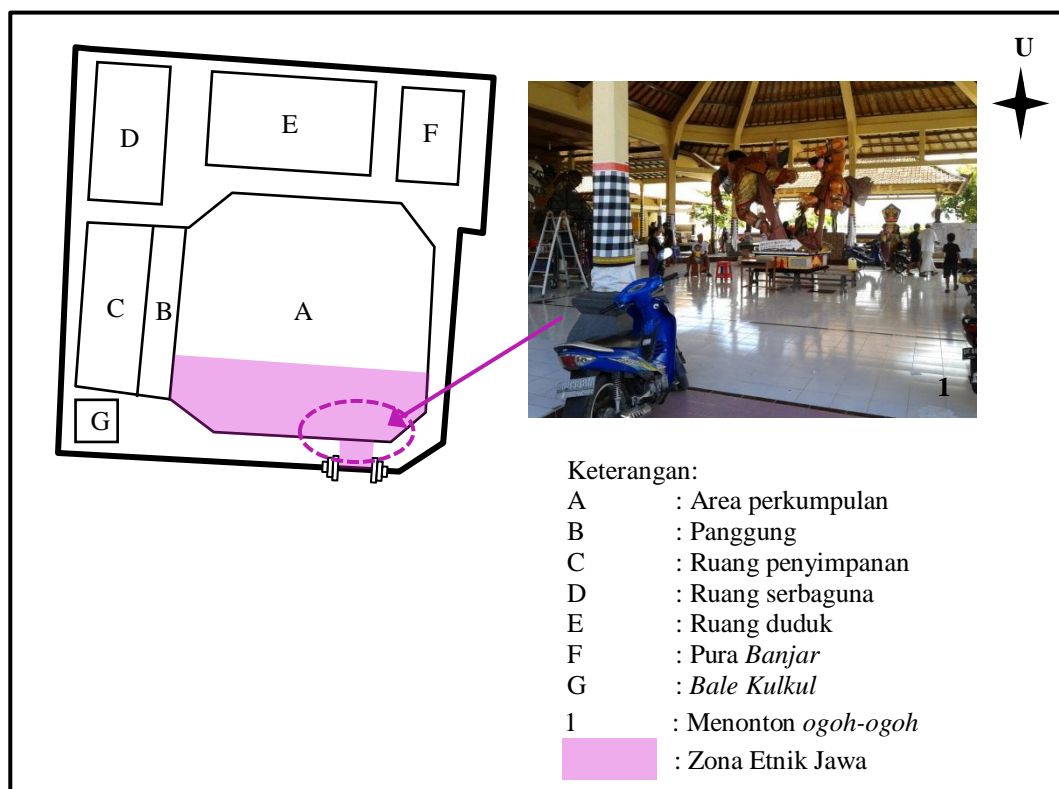 U
D
E
F
C
B
A
G
1
Keterangan:
A : Area perkumpulan
B : Panggung
C : Ruang penyimpanan
D : Ruang serbaguna
E : Ruang duduk
F : Pura Banjar
G : Bale Kulkul
1 : Menonton ogoh-ogoh
: Zona Etnik Jawa